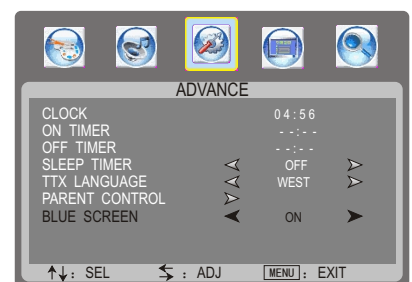 ADVANCE
CLOCK 04:56
ON TIMER --:--
OFF TIMER --:--
SLEEP TIMER OFF
TTX LANGUAGE WEST
PARENT CONTROL
BLUE SCREEN ON
: SEL : ADJ MENU : EXIT